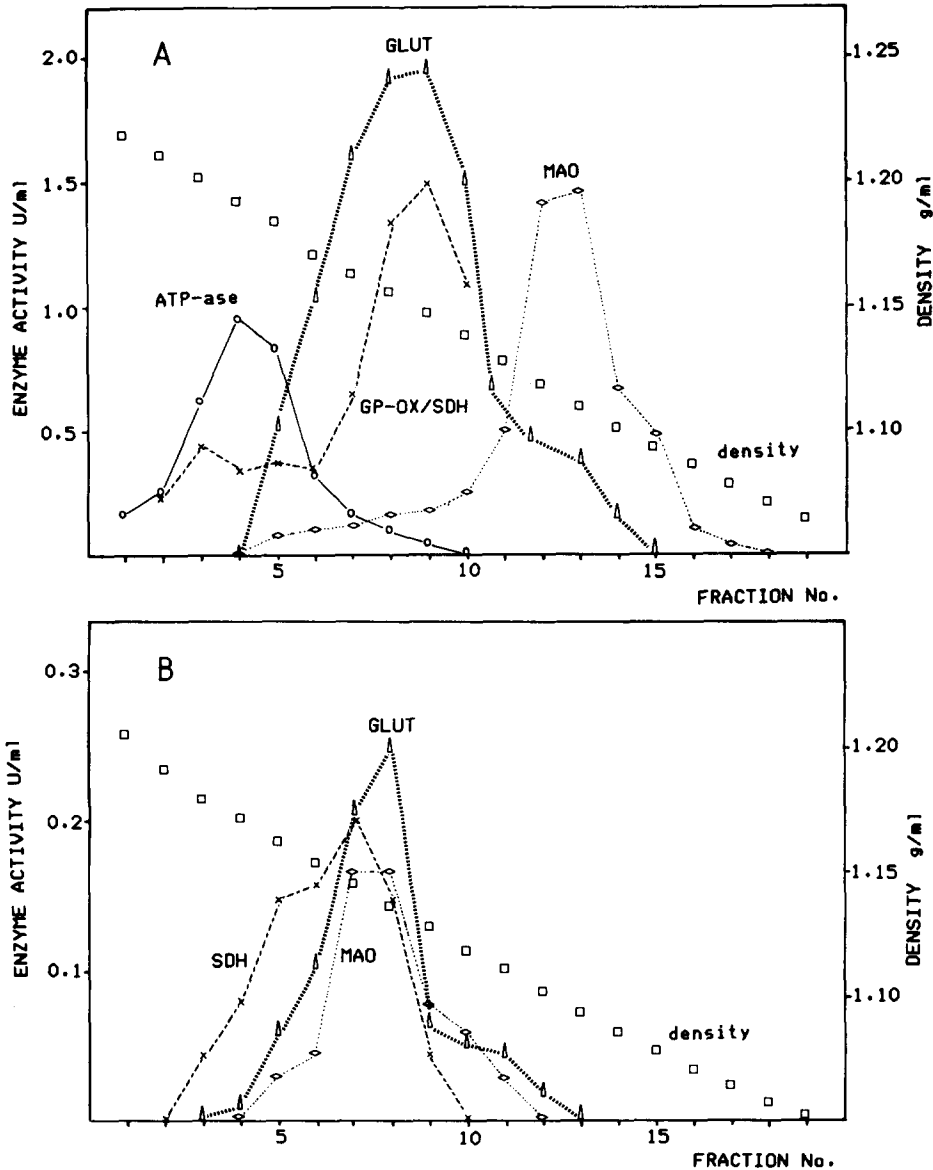 A
GLUT
MAO
ATP-ase
GP-OX/SDH
density
2.0
1.5
1.0
0.5
ENZYME ACTIVITY U/ml
1.25
1.20
1.15
1.10
DENSITY g/ml
5 10 15
FRACTION No.
B
GLUT
SDH
MAO
density
0.3
0.2
0.1
ENZYME ACTIVITY U/ml
1.20
1.15
1.10
DENSITY g/ml
5 10 15
FRACTION No.